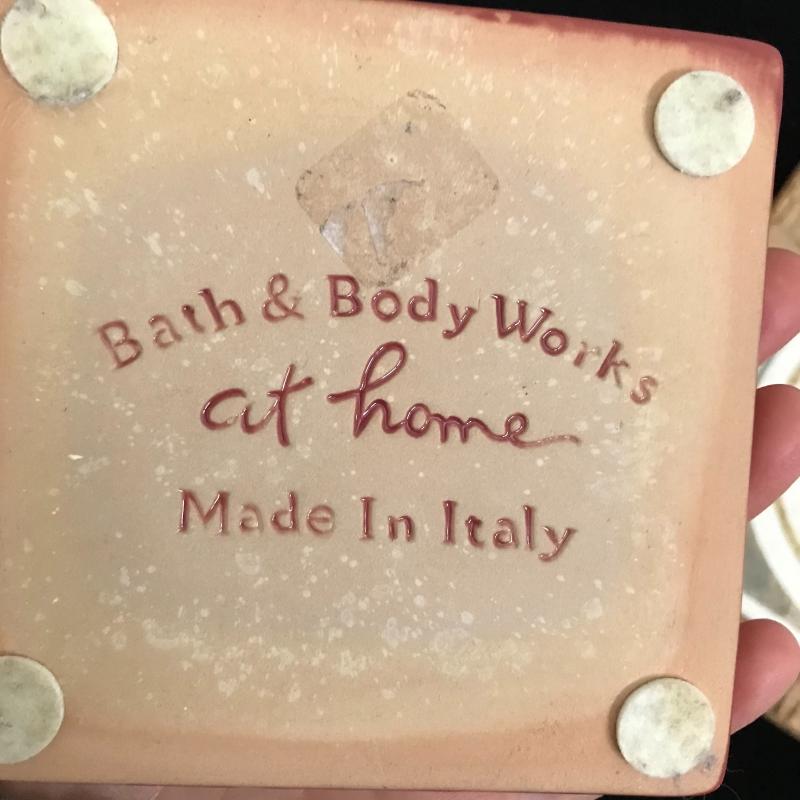 Bath & Body Works
at home
Made In Italy